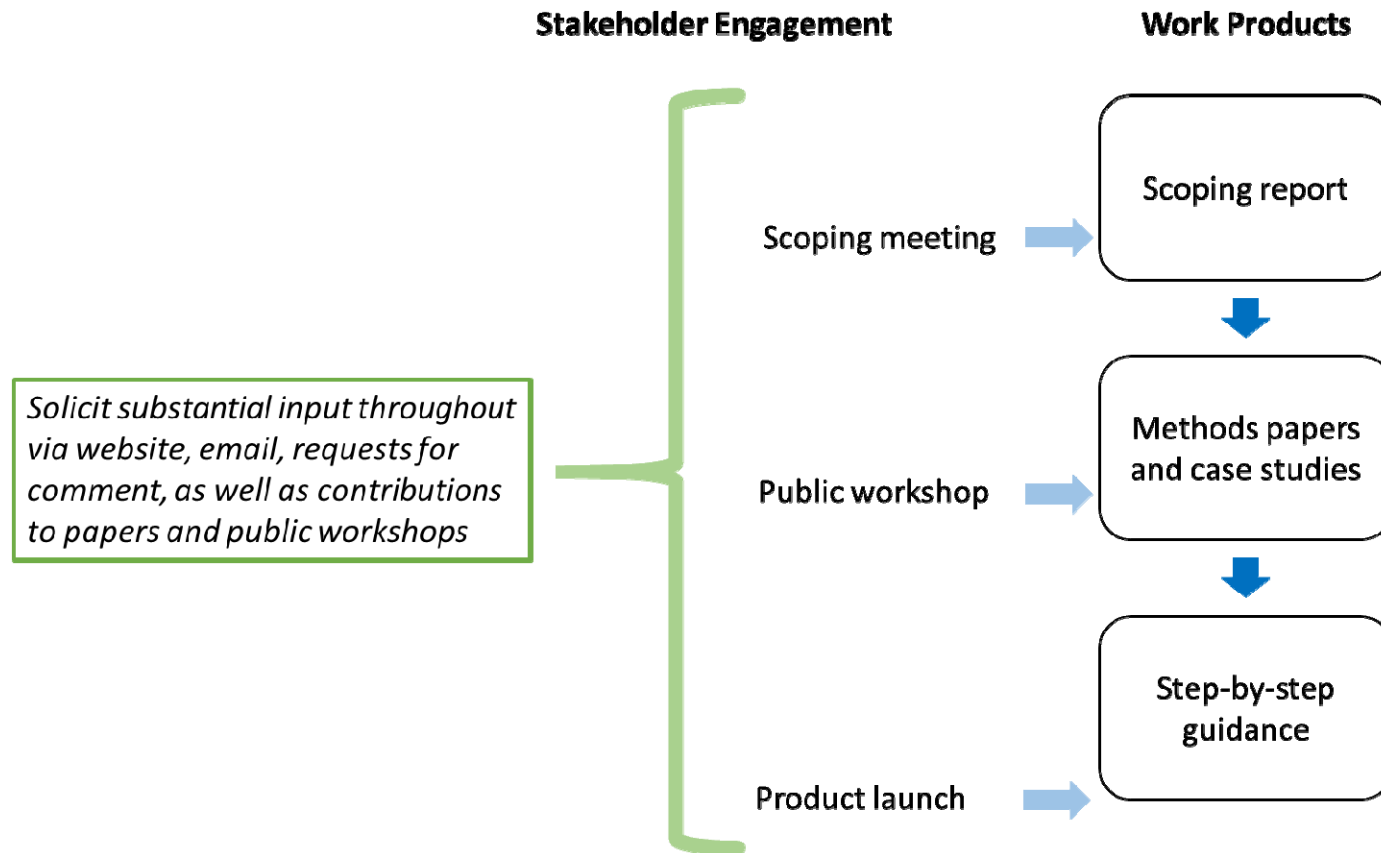 Stakeholder Engagement
Work Products
Scoping report
Scoping meeting
Solicit substantial input throughout
via website, email, requests for
comment, as well as contributions
to papers and public workshops
Methods papers
and case studies
Public workshop
Step-by-step
guidance
Product launch